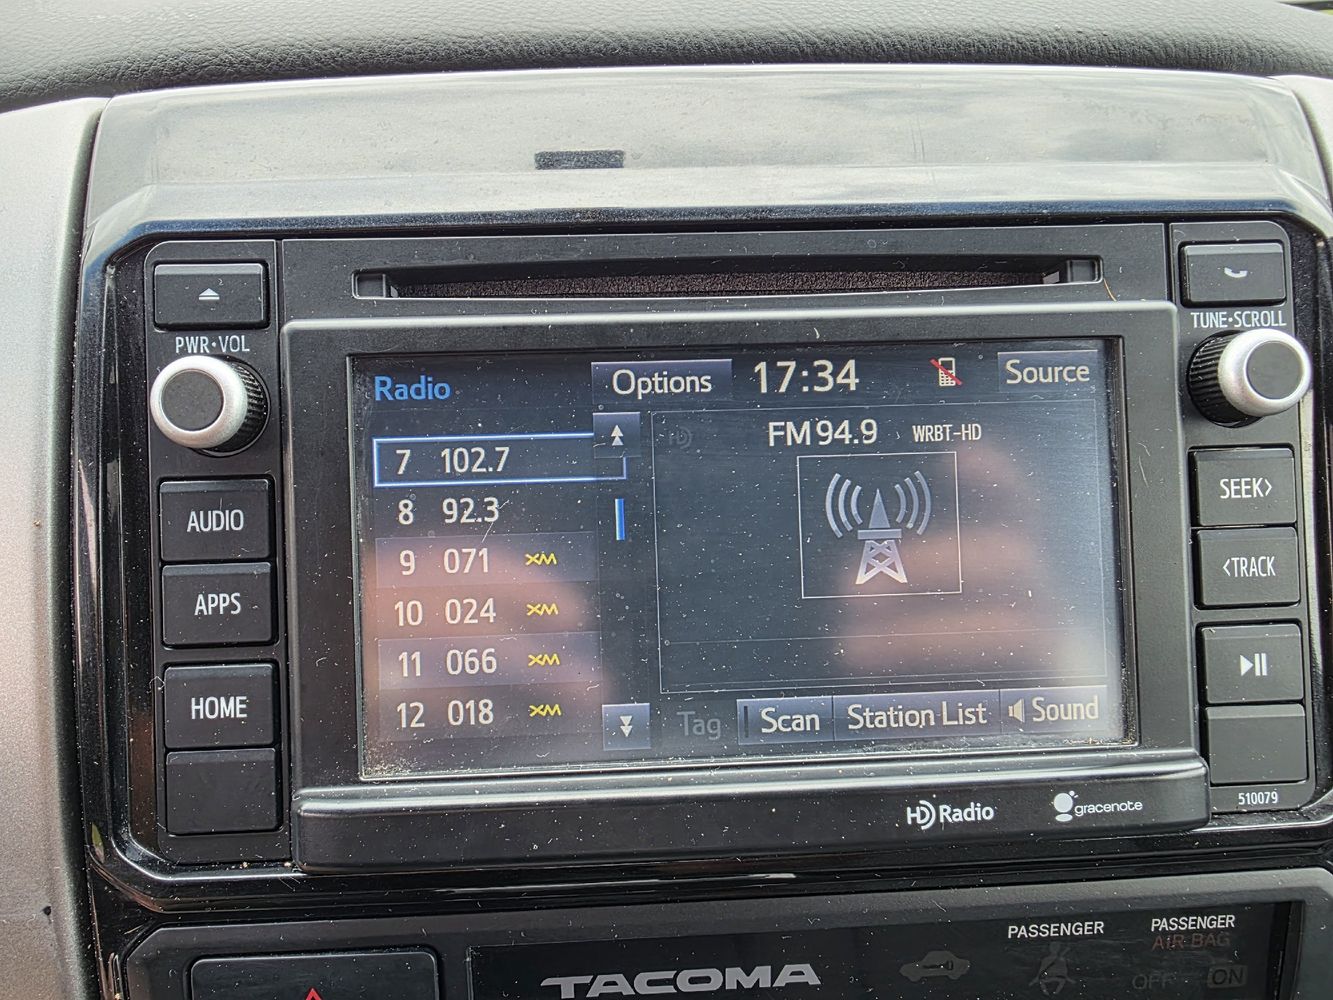 PWR•VOL
TUNE•SCROLL
Radio
Options
17:34
Source
FM 94.9 WRBT-HD
7 102.7
8 92.3
9 071 XM
10 024 XM
11 066 XM
12 018 XM
Tag
Scan
Station List
Sound
AUDIO
APPS
HOME
SEEK>
<TRACK
510079
HD Radio
gracenote
PASSENGER
PASSENGER
AIR BAG
OFF
ON
TACOMA